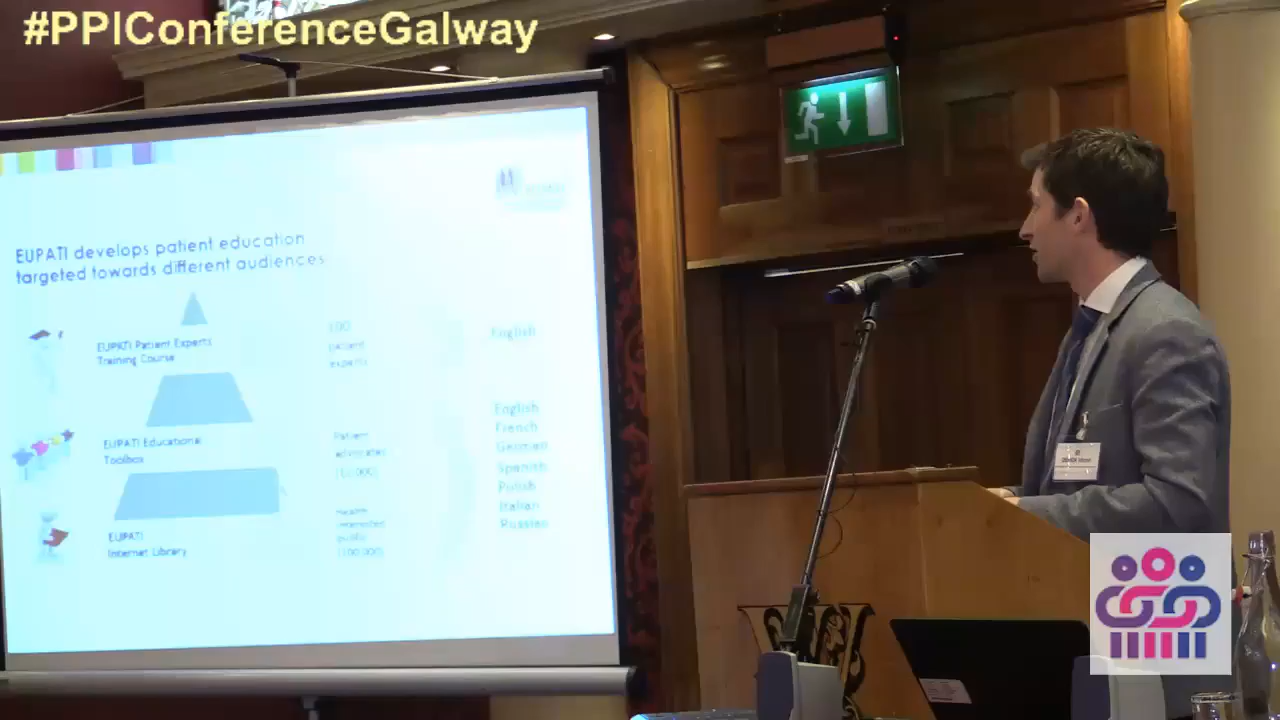 #PPIConferenceGalway
EUPATI develops patient education
targeted towards different audiences
EUPATI Patient Experts
Training Course
100
patient
experts
English
EUPATI Educational
Toolbox
Patient
advocates
English
French
German
Spanish
Polish
Italian
Russian
EUPATI
Internet Library
Health
interested
public